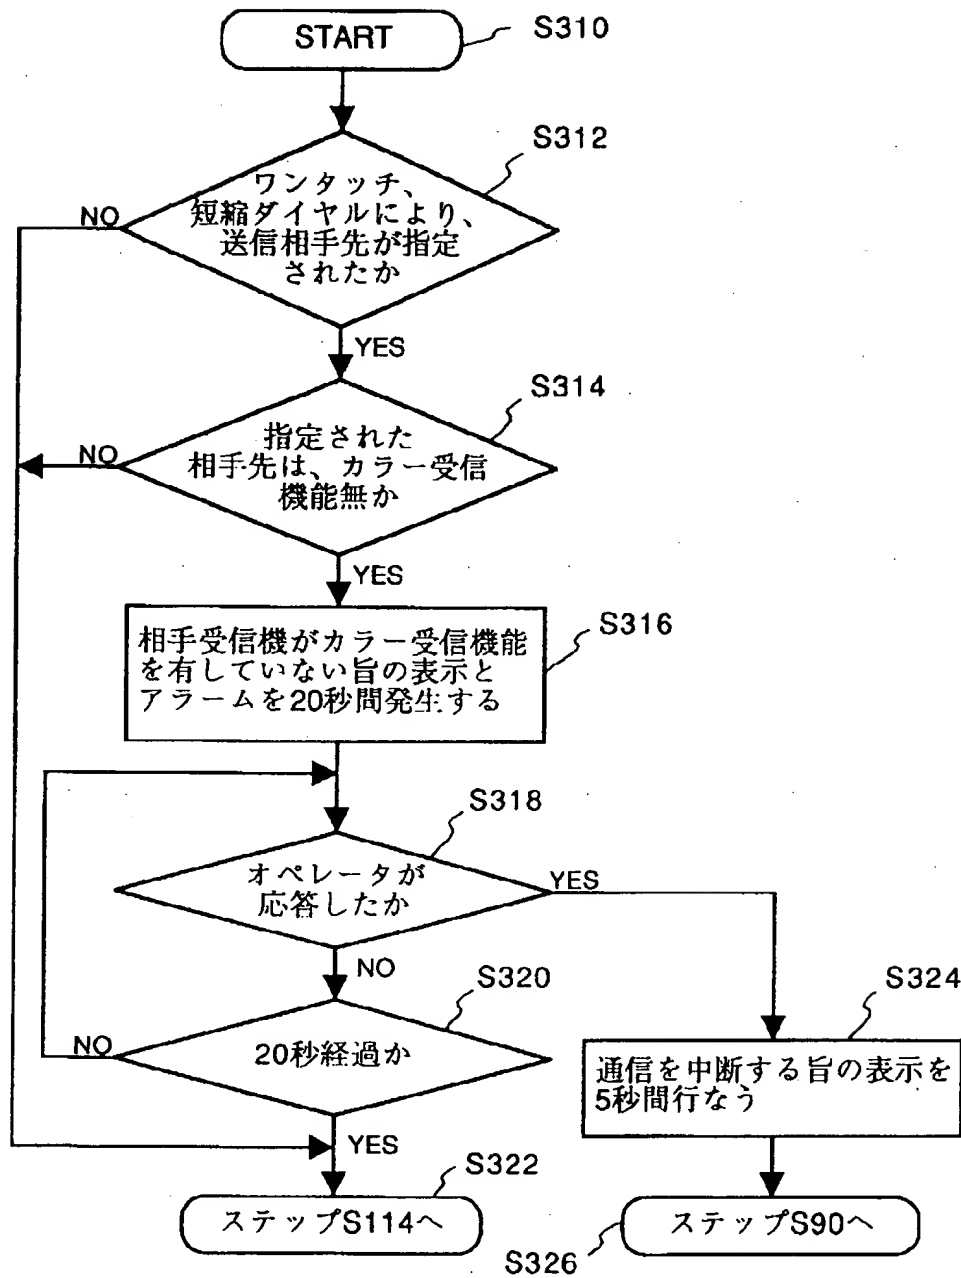 START
S310
S312
ワンタッチ、
短縮ダイヤルにより、
送信相手先が指定
されたか
NO
YES
S314
指定された
相手先は、カラー受信
機能無か
NO
YES
S316
相手受信機がカラー受信機能
を有していない旨の表示と
アラームを20秒間発生する
S318
オペレータが
応答したか
YES
NO
S320
20秒経過か
NO
YES
S324
通信を中断する旨の表示を
5秒間行なう
S322
ステップS114へ
ステップS90へ
S326